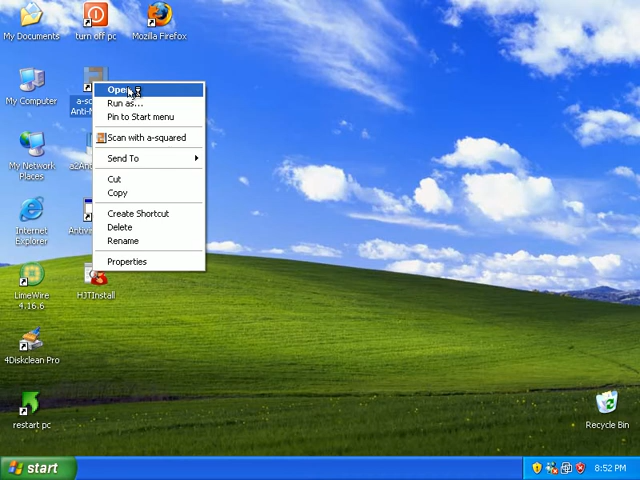 My Documents
turn off pc
Mozilla Firefox
My Computer
Open
Run as...
Pin to Start menu
Scan with a-squared
Send To
Cut
Copy
Create Shortcut
Delete
Rename
Properties
My Network
Places
Internet
Explorer
LimeWire
4.16.6
HJTInstall
4Diskclean Pro
restart pc
Recycle Bin
start
8:52 PM